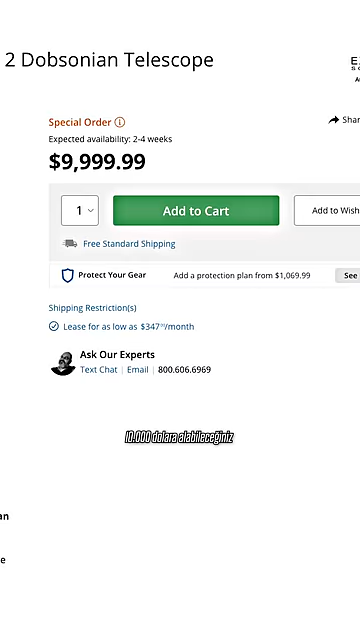 2 Dobsonian Telescope
Special Order
Shar
Expected availability: 2-4 weeks
$9,999.99
1
Add to Cart
Add to Wish
Free Standard Shipping
Protect Your Gear
Add a protection plan from $1,069.99
See
Shipping Restriction(s)
Lease for as low as $347*/month
Ask Our Experts
Text Chat | Email | 800.606.6969
10.000 dolara alabileceğiniz
an
e